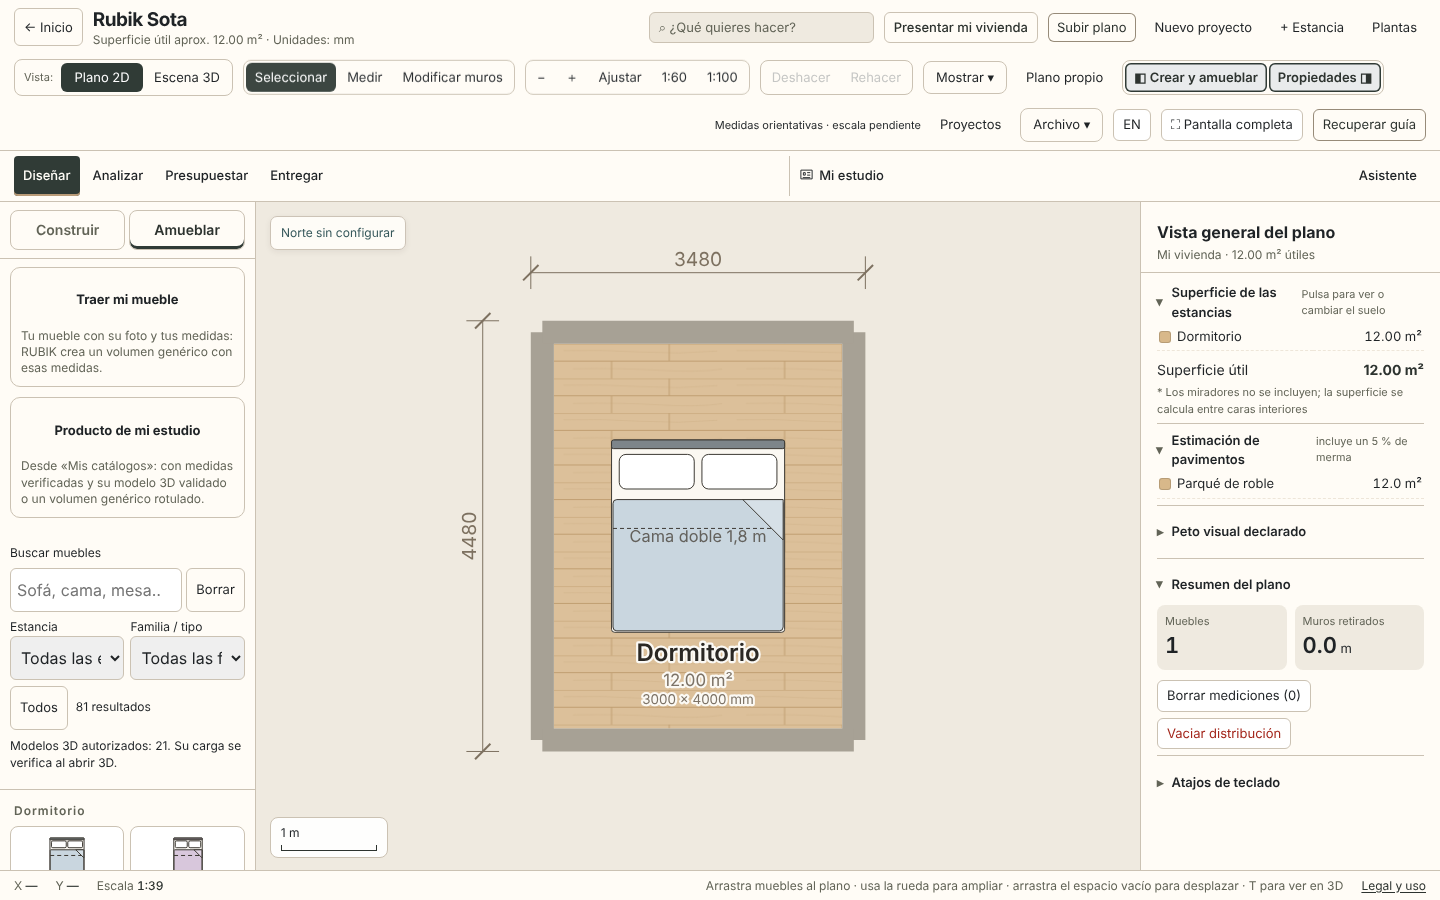 ← Inicio
Rubik Sota
Superficie útil aprox. 12.00 m² · Unidades: mm
¿Qué quieres hacer?
Presentar mi vivienda
Subir plano
Nuevo proyecto
+ Estancia
Plantas
Vista:
Plano 2D
Escena 3D
Seleccionar
Medir
Modificar muros
−
+
Ajustar
1:60
1:100
Deshacer
Rehacer
Mostrar ▾
Plano propio
◧ Crear y amueblar
Propiedades ◨
Medidas orientativas · escala pendiente
Proyectos
Archivo ▾
EN
⛶ Pantalla completa
Recuperar guía
Diseñar
Analizar
Presupuestar
Entregar
Mi estudio
Asistente
Construir
Amueblar
Traer mi mueble
Tu mueble con su foto y tus medidas:
RUBIK crea un volumen genérico con
esas medidas.
Producto de mi estudio
Desde «Mis catálogos»: con medidas
verificadas y su modelo 3D validado
o un volumen genérico rotulado.
Buscar muebles
Sofá, cama, mesa..
Borrar
Estancia
Familia / tipo
Todas las e
Todas las f
Todos
81 resultados
Modelos 3D autorizados: 21. Su carga se
verifica al abrir 3D.
Dormitorio
Norte sin configurar
3480
4480
Cama doble 1,8 m
Dormitorio
12.00 m²
3000 × 4000 mm
1 m
Vista general del plano
Mi vivienda · 12.00 m² útiles
▼ Superficie de las
estancias
Pulsa para ver o
cambiar el suelo
Dormitorio
12.00 m²
Superficie útil
12.00 m²
* Los miradores no se incluyen; la superficie se
calcula entre caras interiores
▼ Estimación de
pavimentos
incluye un 5 % de
merma
Parqué de roble
12.0 m²
▶ Peto visual declarado
▼ Resumen del plano
Muebles
1
Muros retirados
0.0 m
Borrar mediciones (0)
Vaciar distribución
▶ Atajos de teclado
X —
Y —
Escala 1:39
Arrastra muebles al plano · usa la rueda para ampliar · arrastra el espacio vacío para desplazar · T para ver en 3D
Legal y uso